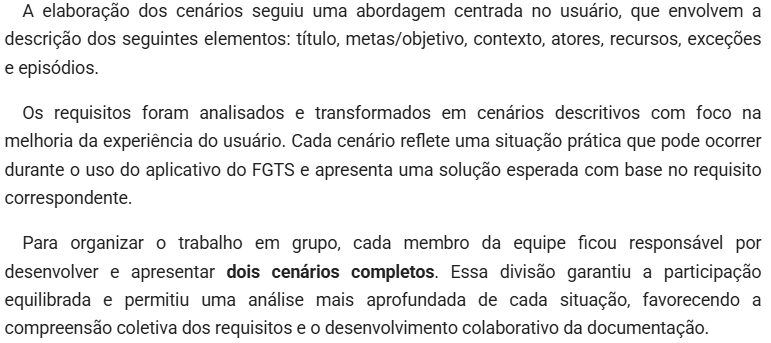 A elaboração dos cenários seguiu uma abordagem centrada no usuário, que envolvem a
descrição dos seguintes elementos: título, metas/objetivo, contexto, atores, recursos, exceções
e episódios.
Os requisitos foram analisados e transformados em cenários descritivos com foco na
melhoria da experiência do usuário. Cada cenário reflete uma situação prática que pode ocorrer
durante o uso do aplicativo do FGTS e apresenta uma solução esperada com base no requisito
correspondente.
Para organizar o trabalho em grupo, cada membro da equipe ficou responsável por
desenvolver e apresentar dois cenários completos. Essa divisão garantiu a participação
equilibrada e permitiu uma análise mais aprofundada de cada situação, favorecendo a
compreensão coletiva dos requisitos e o desenvolvimento colaborativo da documentação.